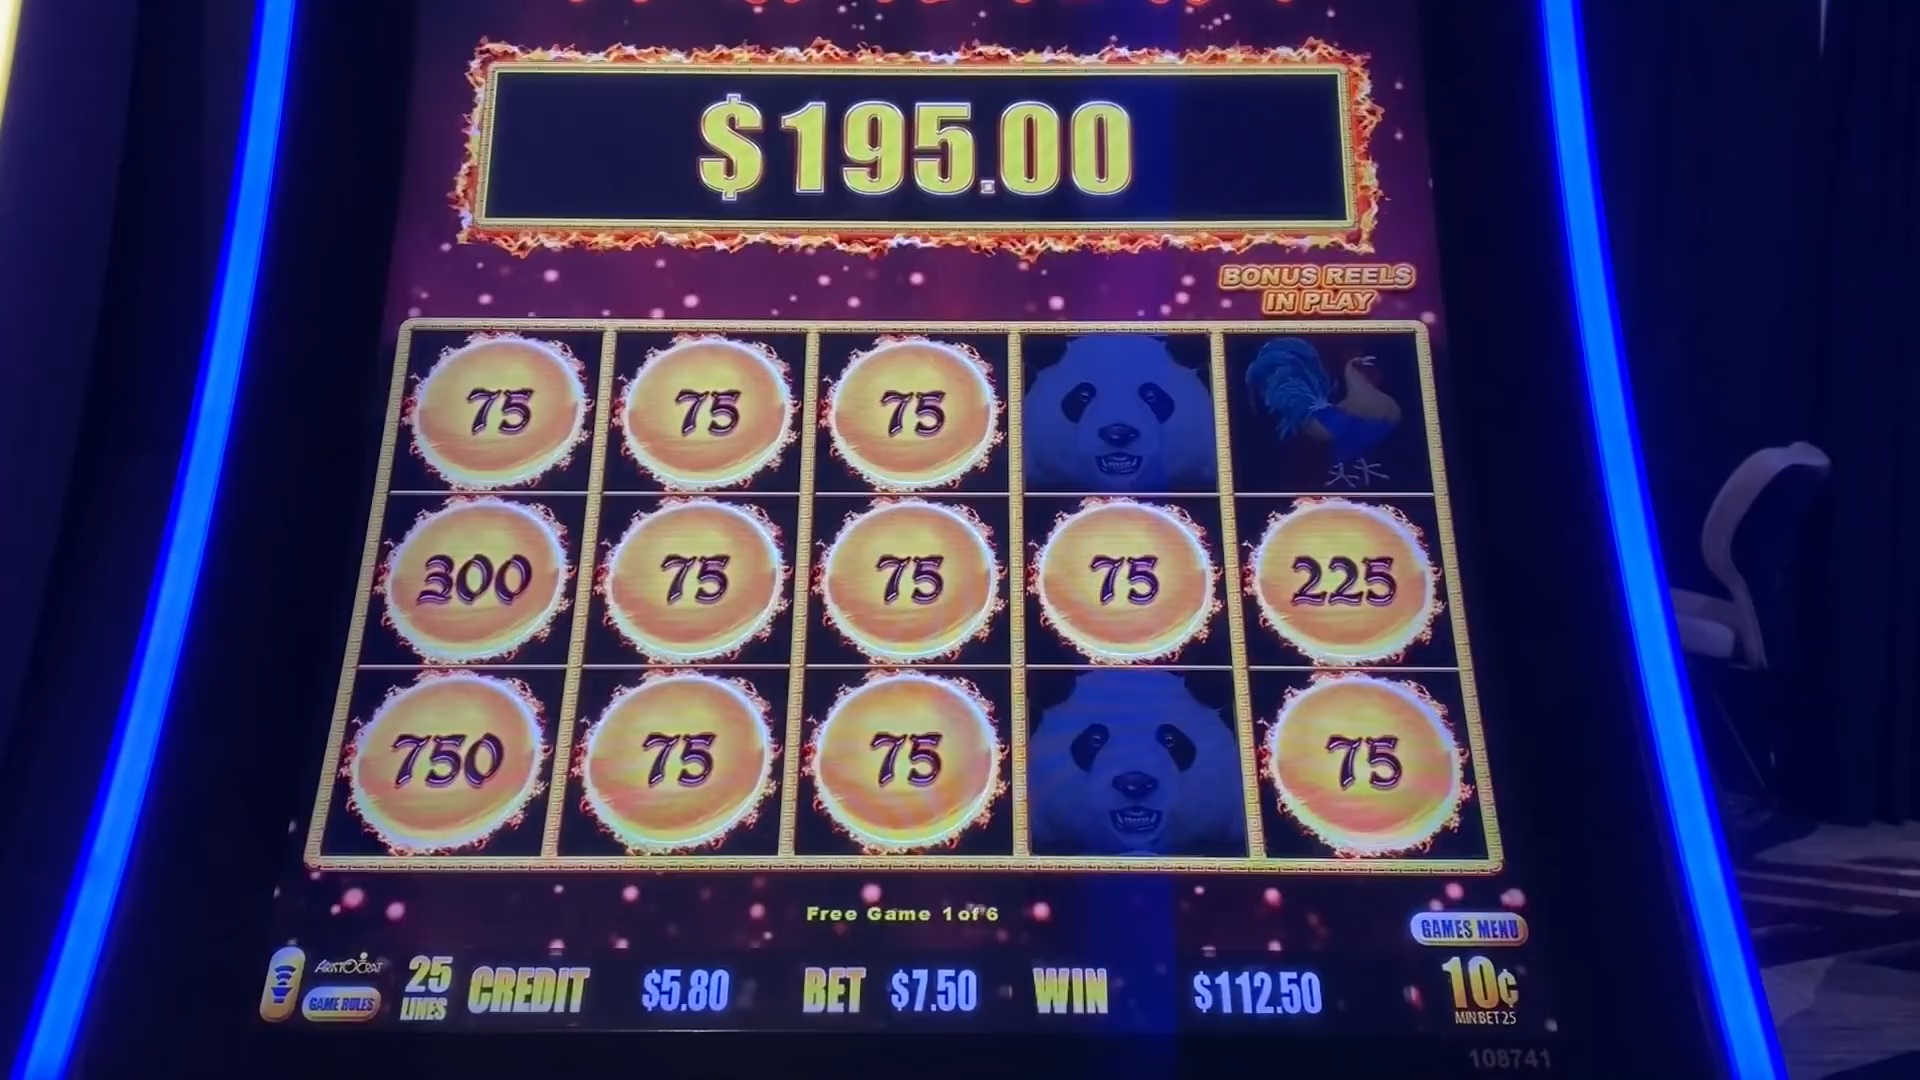 $195.00
BONUS REELS
IN PLAY
75 75 75
300 75 75 75 225
750 75 75 75
Free Game 1 of 6
GAMES MENU
ARISTOCRAT
GAME RULES
25
LINES
CREDIT $5.80 BET $7.50 WIN $112.50
10¢
MIN BET 25
108741